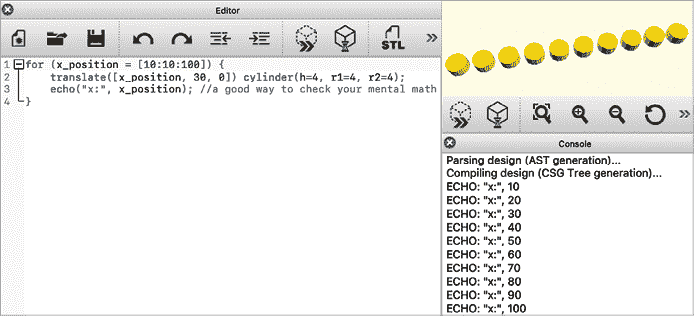 Editor
STL
1 for (x_position = [10:10:100]) {
2 translate([x_position, 30, 0]) cylinder(h=4, r1=4, r2=4);
3 echo("x:", x_position); //a good way to check your mental math
4 }
Console
Parsing design (AST generation)...
Compiling design (CSG Tree generation)...
ECHO: "x:", 10
ECHO: "x:", 20
ECHO: "x:", 30
ECHO: "x:", 40
ECHO: "x:", 50
ECHO: "x:", 60
ECHO: "x:", 70
ECHO: "x:", 80
ECHO: "x:", 90
ECHO: "x:", 100